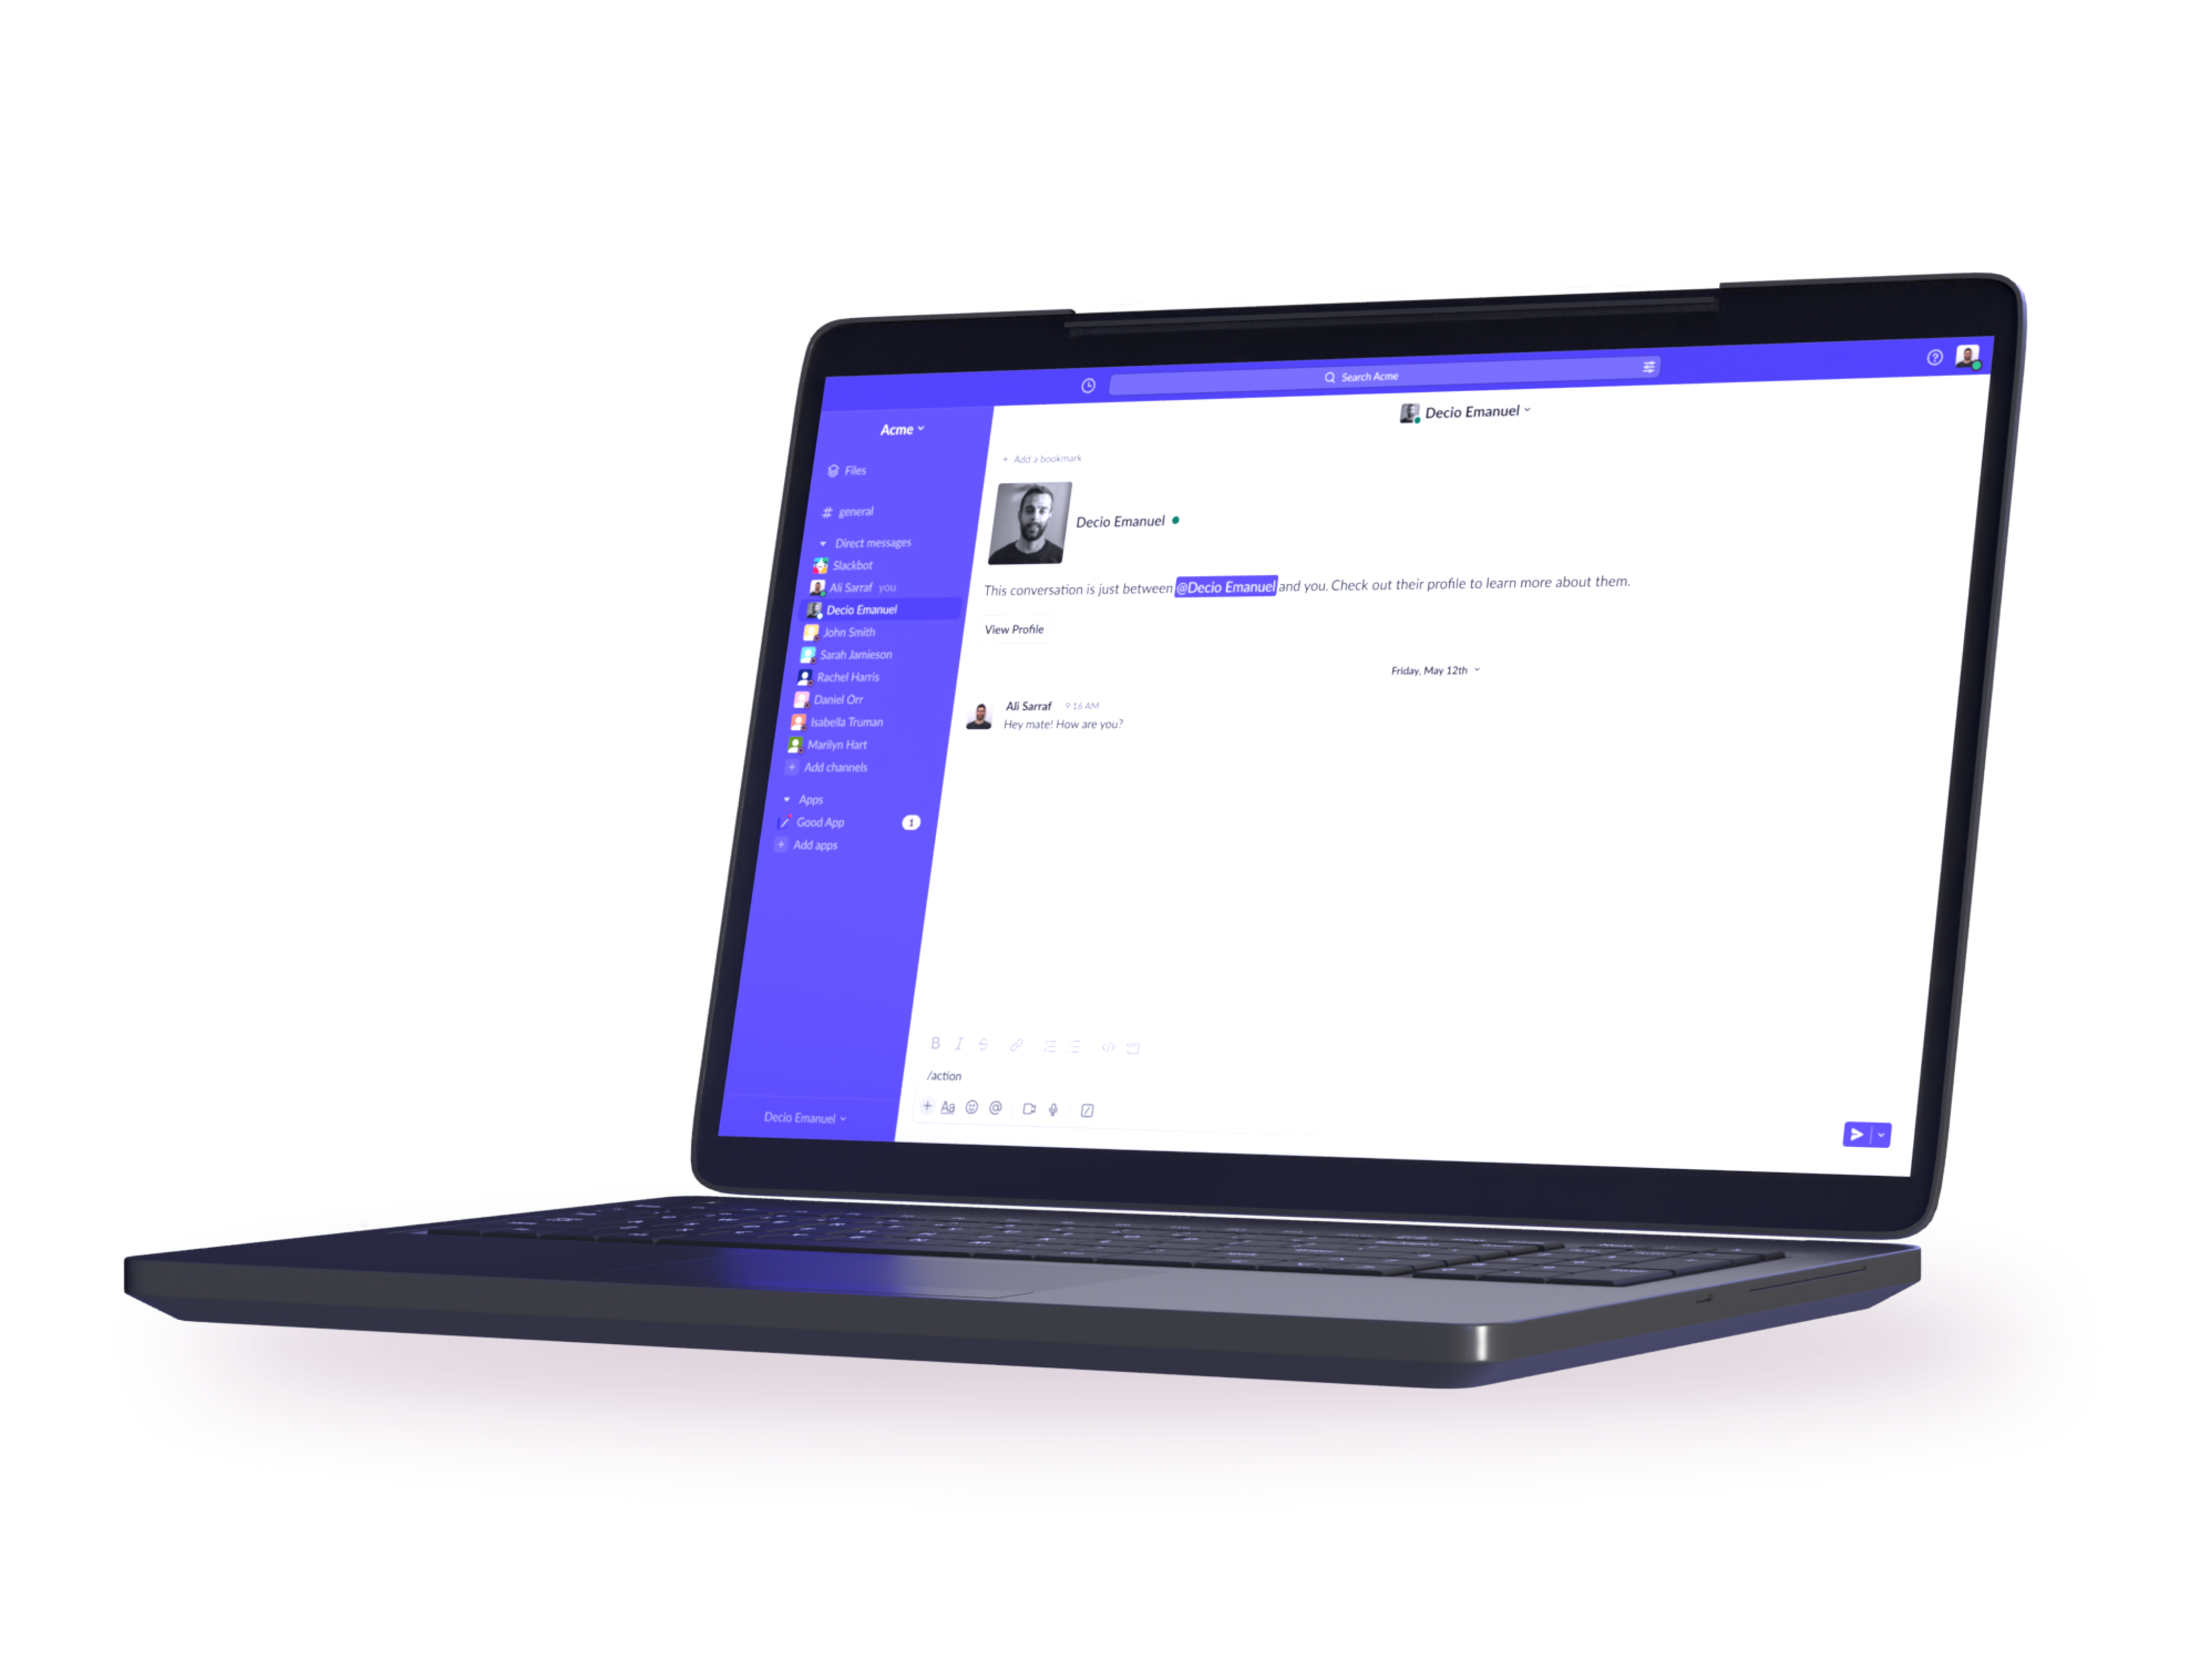 Search Acme
Acme
Files
general
Direct messages
Slackbot
Ali Sarraf you
Decio Emanuel
John Smith
Sarah Jamieson
Rachel Harris
Daniel Orr
Isabella Truman
Marilyn Hart
+ Add channels
Apps
Good App 1
+ Add apps
Decio Emanuel
Decio Emanuel
+ Add a bookmark
Decio Emanuel
This conversation is just between @Decio Emanuel and you. Check out their profile to learn more about them.
View Profile
Friday, May 12th
Ali Sarraf 9:16 AM
Hey mate! How are you?
B I S
/action
+ Aa @